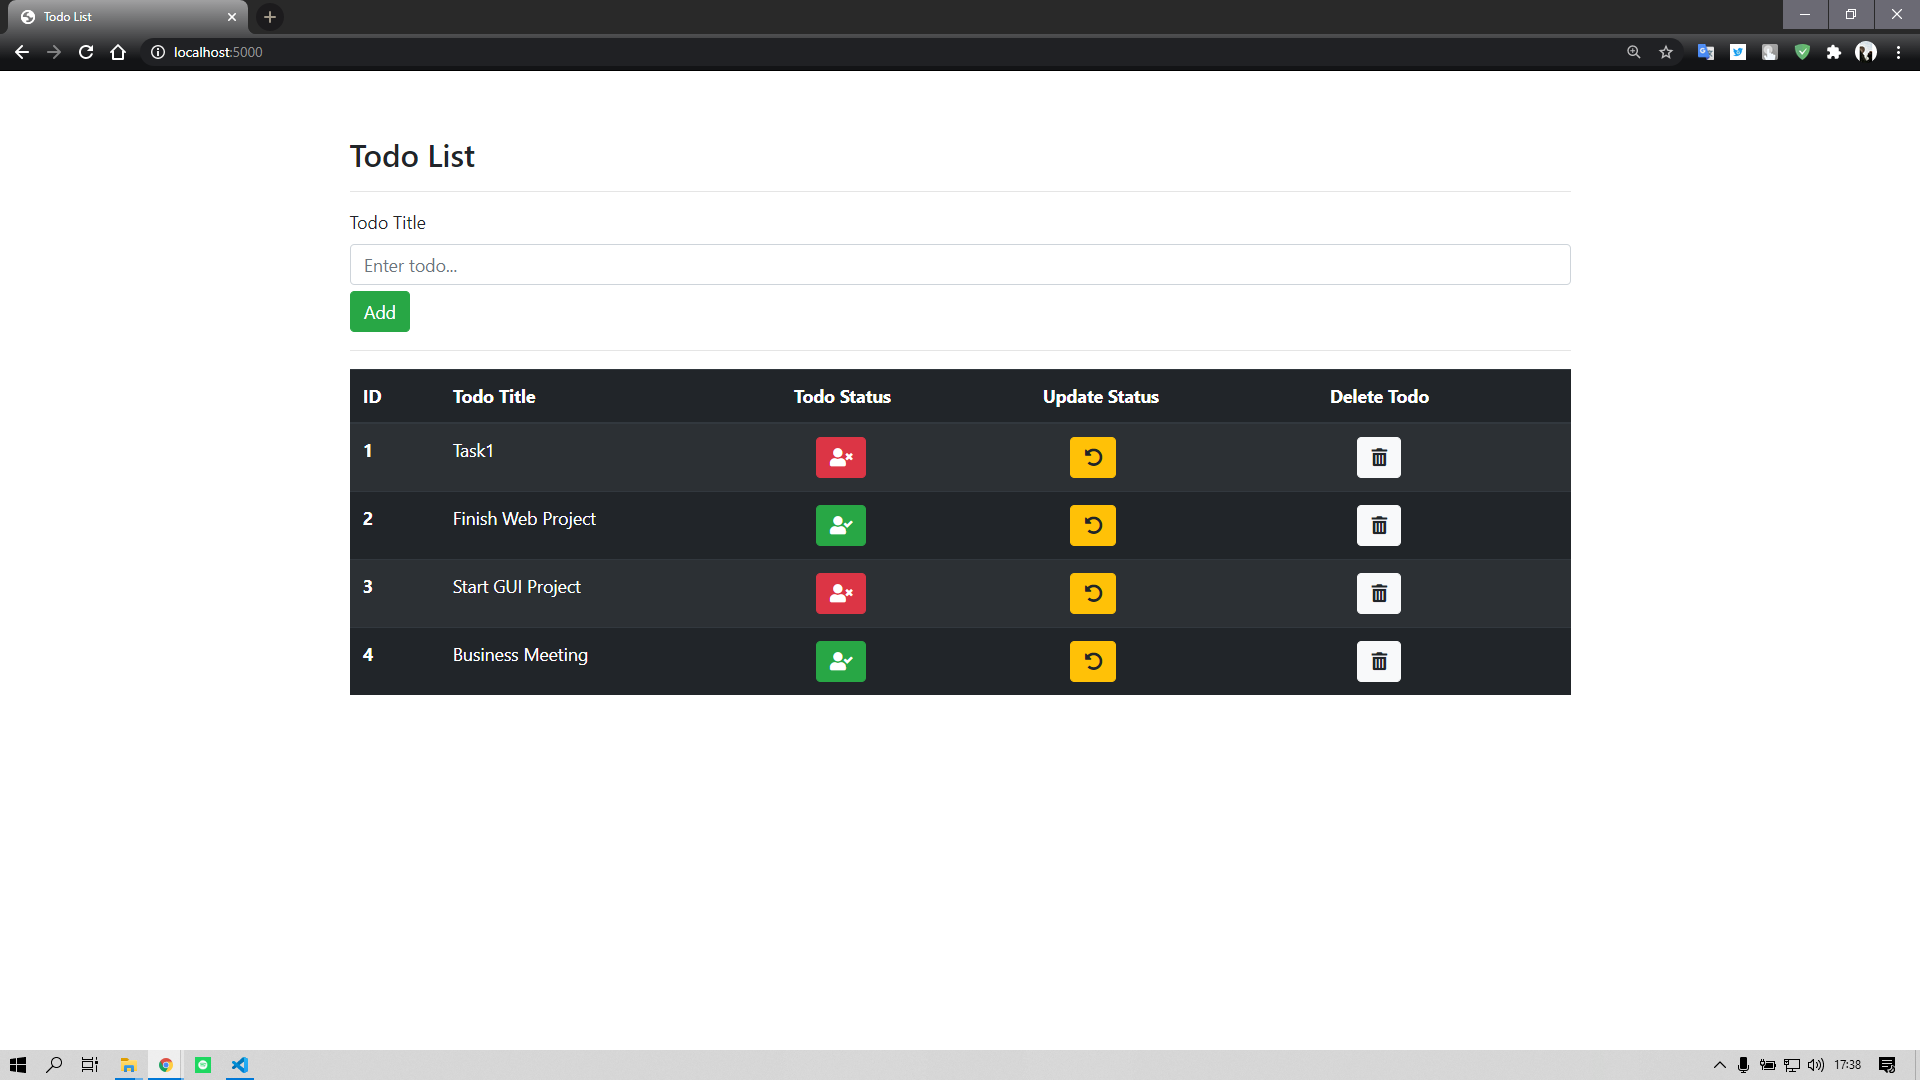 Todo List
localhost:5000
Todo List
Todo Title
Enter todo...
Add
ID Todo Title Todo Status Update Status Delete Todo
1 Task1
2 Finish Web Project
3 Start GUI Project
4 Business Meeting
17:38